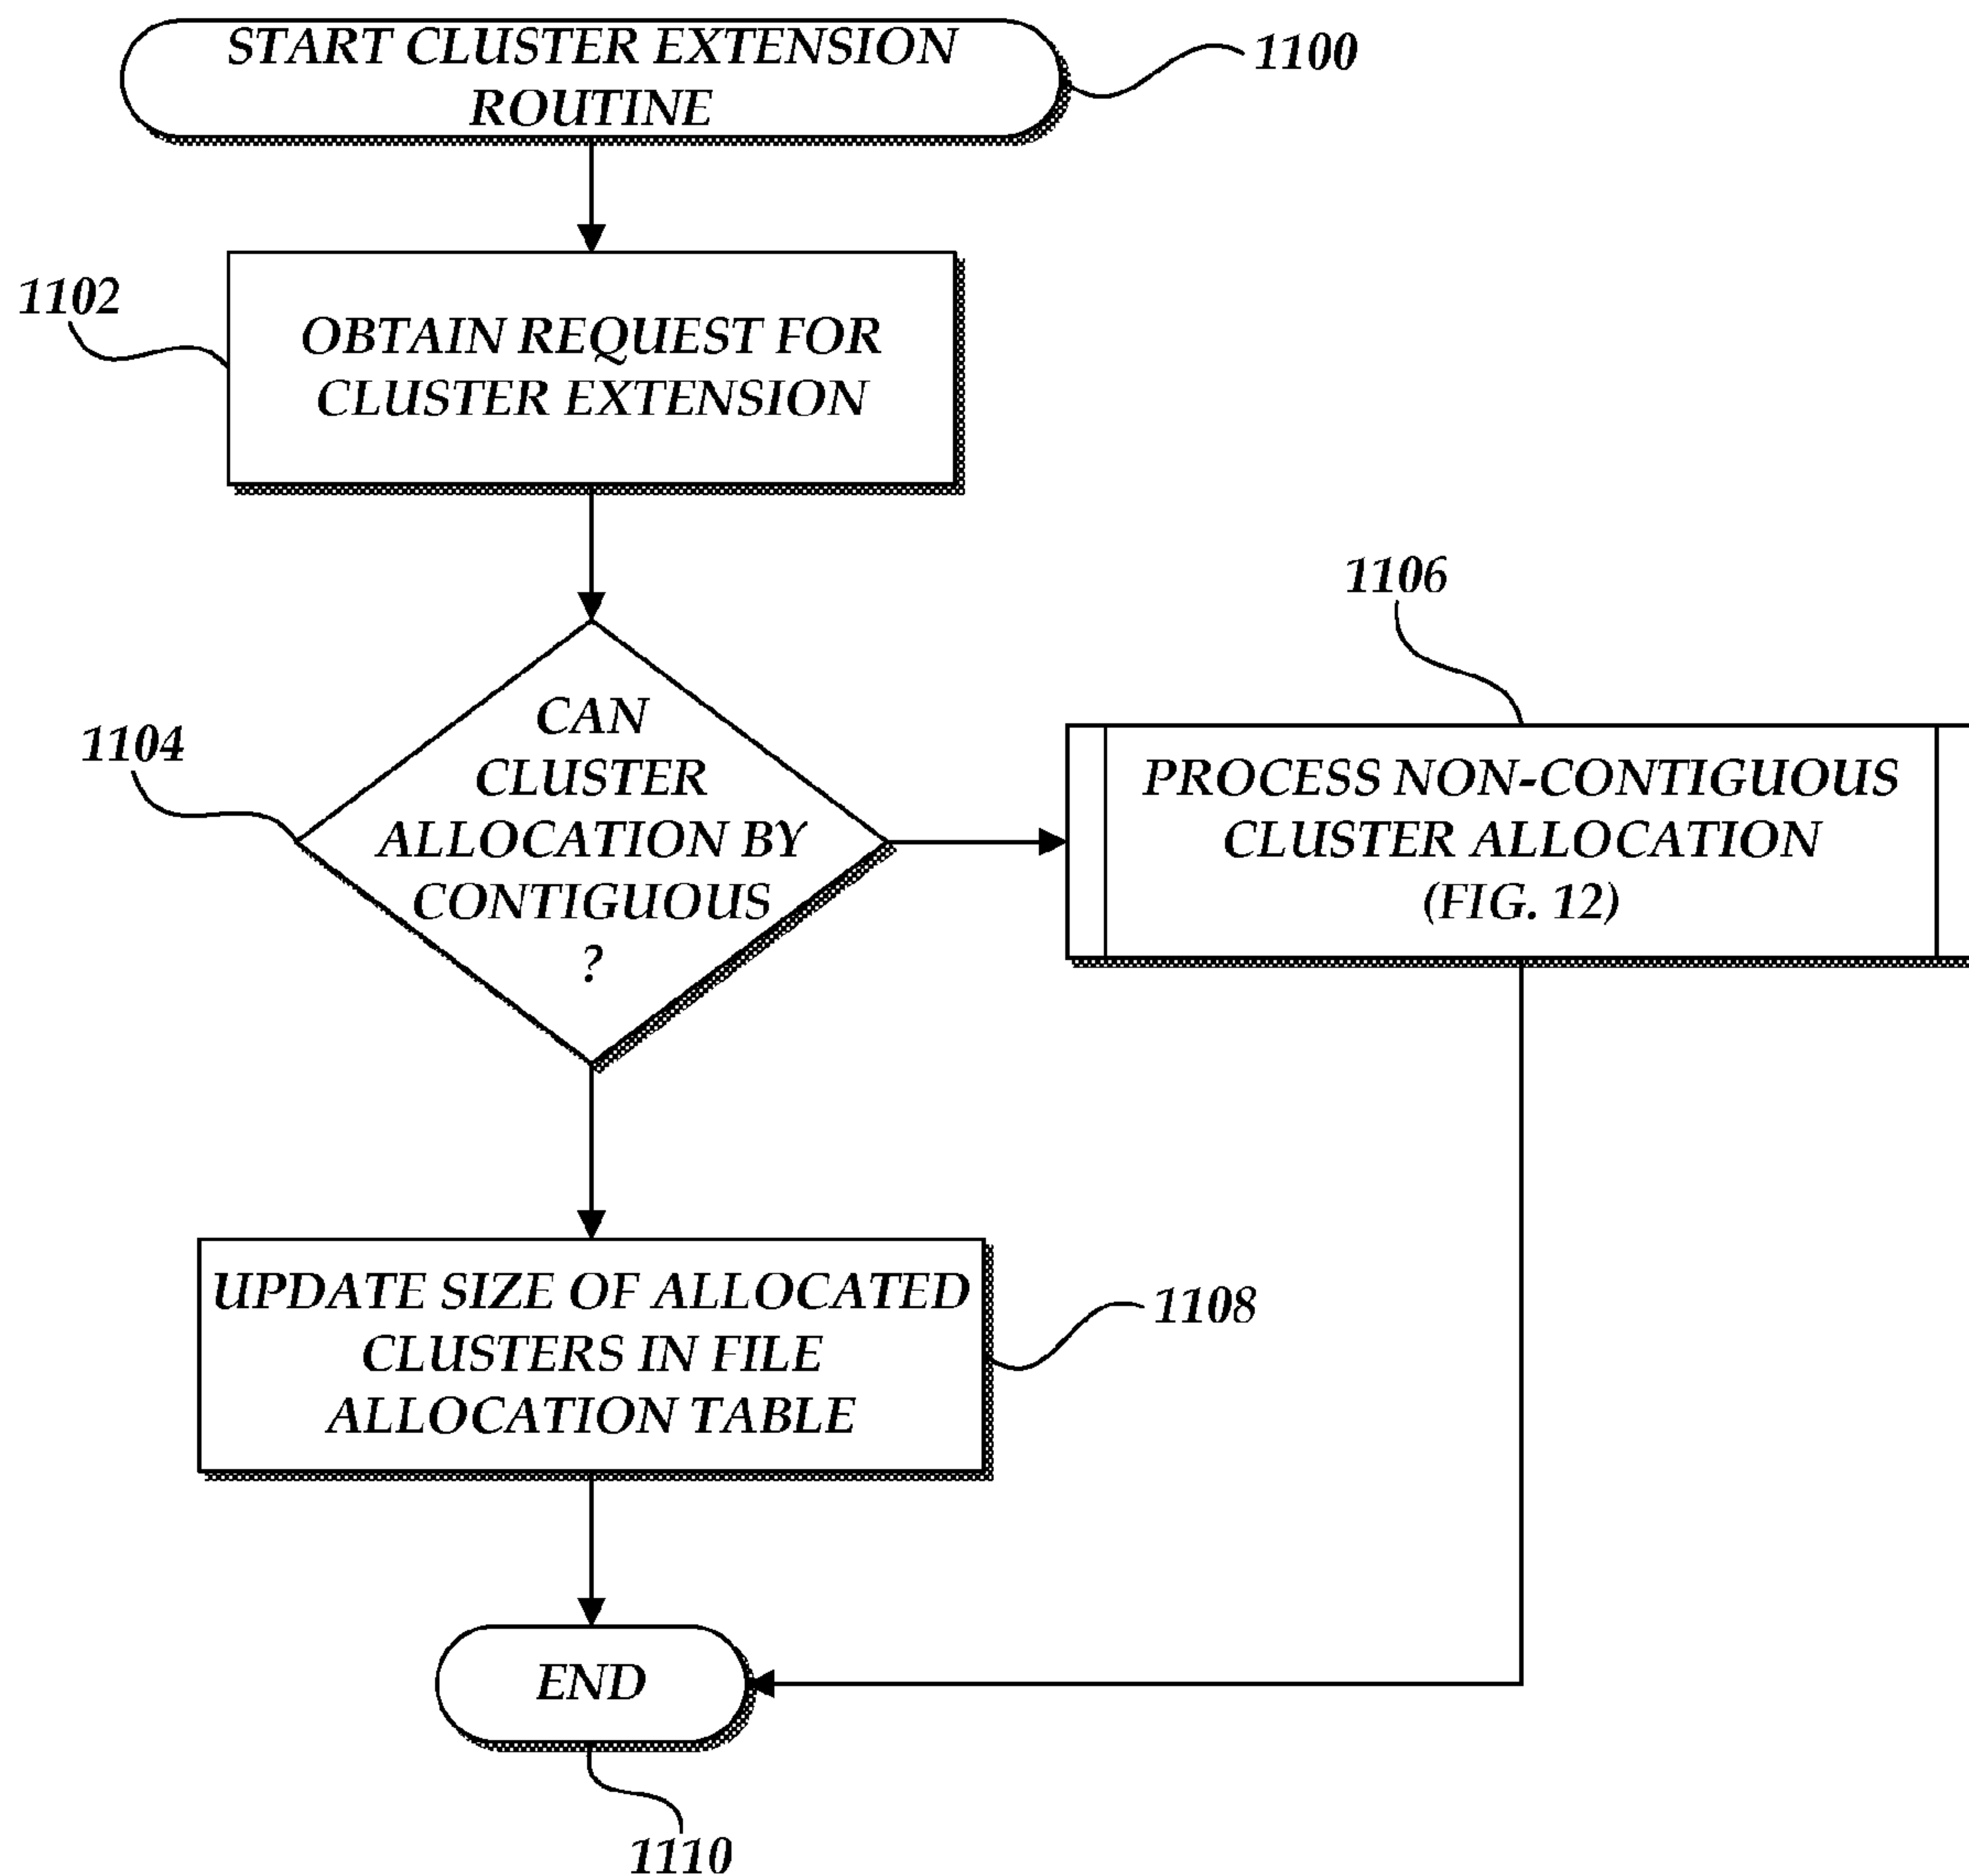 START CLUSTER EXTENSION
ROUTINE
1100
1102
OBTAIN REQUEST FOR
CLUSTER EXTENSION
1104
CAN
CLUSTER
ALLOCATION BY
CONTIGUOUS
?
1106
PROCESS NON-CONTIGUOUS
CLUSTER ALLOCATION
(FIG. 12)
UPDATE SIZE OF ALLOCATED
CLUSTERS IN FILE
ALLOCATION TABLE
1108
END
1110